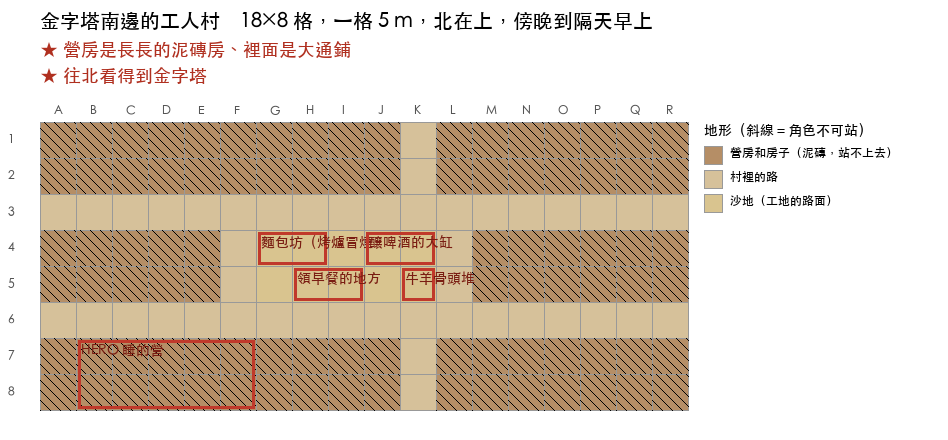 金字塔南邊的工人村　18×8 格，一格 5 m，北在上，傍晚到隔天早上
★ 營房是長長的泥磚房、裡面是大通鋪
★ 往北看得到金字塔
A B C D E F G H I J K L M N O P Q R
地形（斜線＝角色不可站）
1
營房和房子（泥磚，站不上去）
2
村裡的路
3
沙地（工地的路面）
4
麵包坊（烤爐冒煙
釀啤酒的大缸
5
領早餐的地方
牛羊骨頭堆
6
7
HERO 睡的營
8